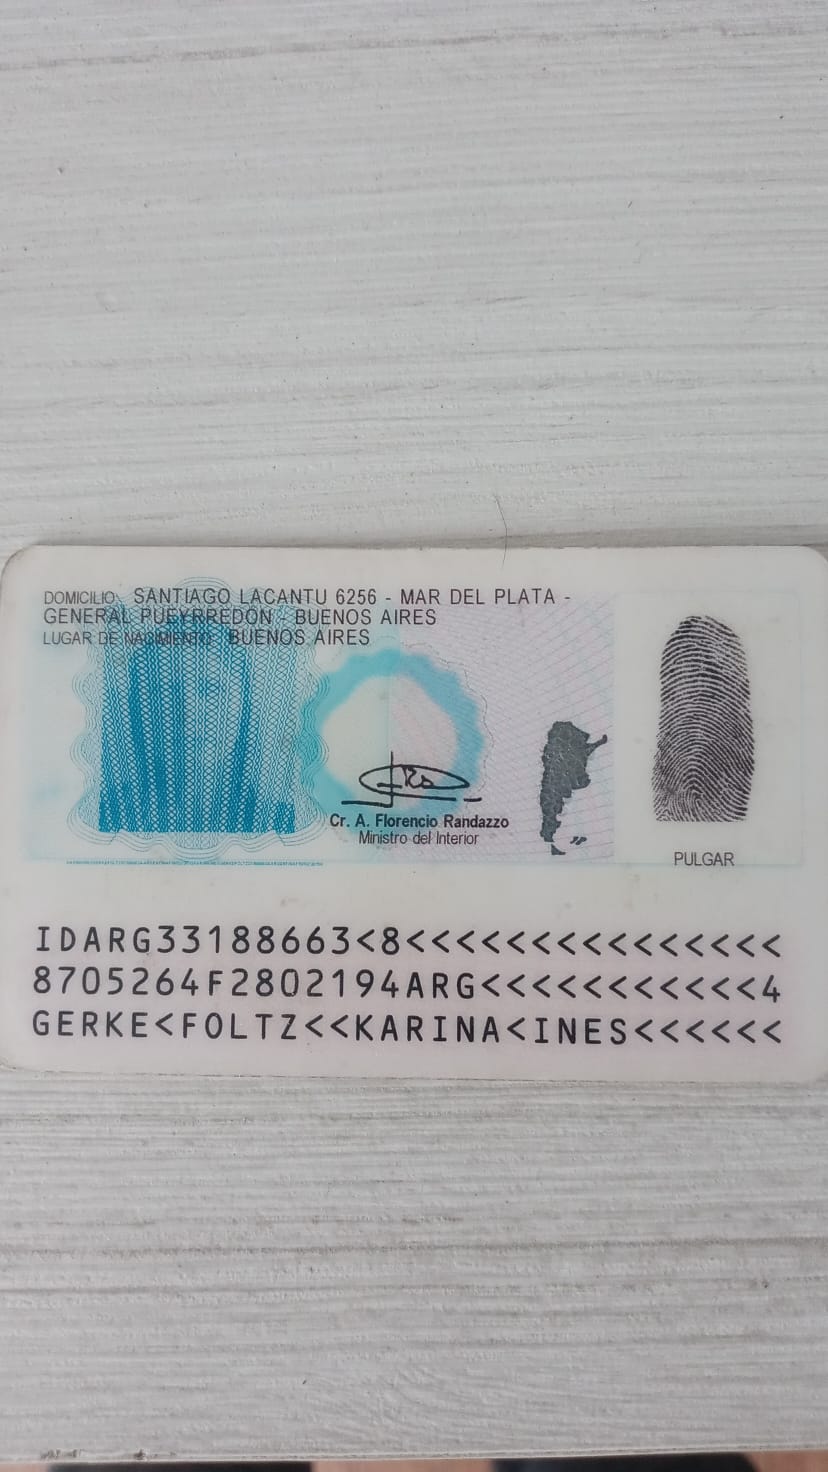 DOMICILIO: SANTIAGO LACANTU 6256 - MAR DEL PLATA -
GENERAL PUEYRREDON - BUENOS AIRES
LUGAR DE NACIMIENTO: BUENOS AIRES
Cr. A. Florencio Randazzo
Ministro del Interior
PULGAR
IDARG33188663<8<<<<<<<<<<<<<<<
8705264F2802194ARG<<<<<<<<<<<4
GERKE<FOLTZ<<KARINA<INES<<<<<<